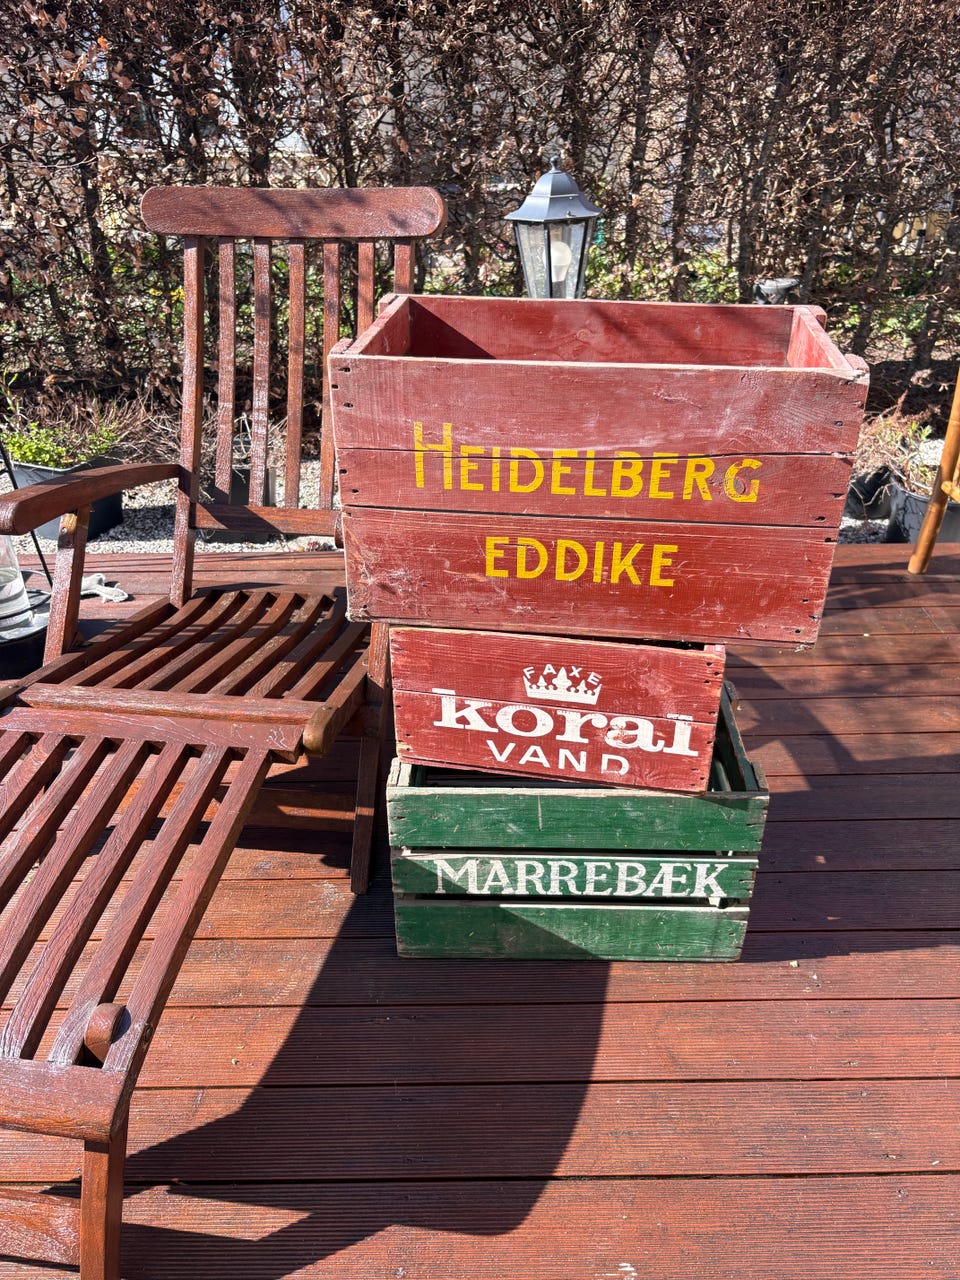 HEIDELBERG
EDDIKE
FAXE
koral
VAND
MARREBÆK